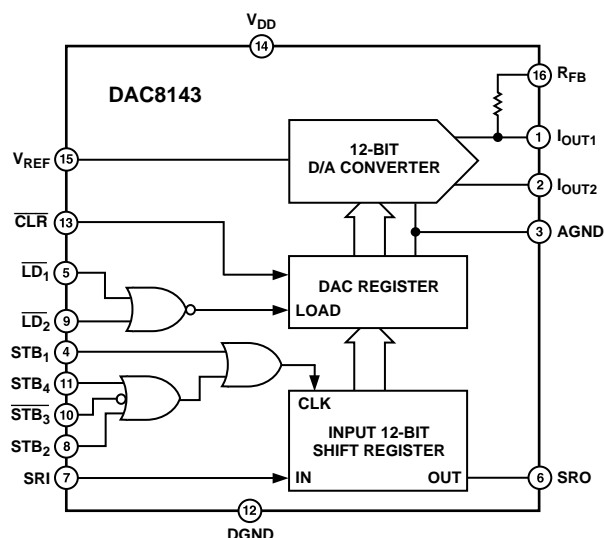 VDD
14
DAC8143
16 RFB
12-BIT
D/A CONVERTER
1 IOUT1
VREF 15
2 IOUT2
CLR 13
3 AGND
LD1 5
DAC REGISTER
LOAD
LD2 9
STB1 4
STB4 11
STB3 10
STB2 8
CLK
INPUT 12-BIT
SHIFT REGISTER
SRI 7
IN
OUT
6 SRO
12
DGND